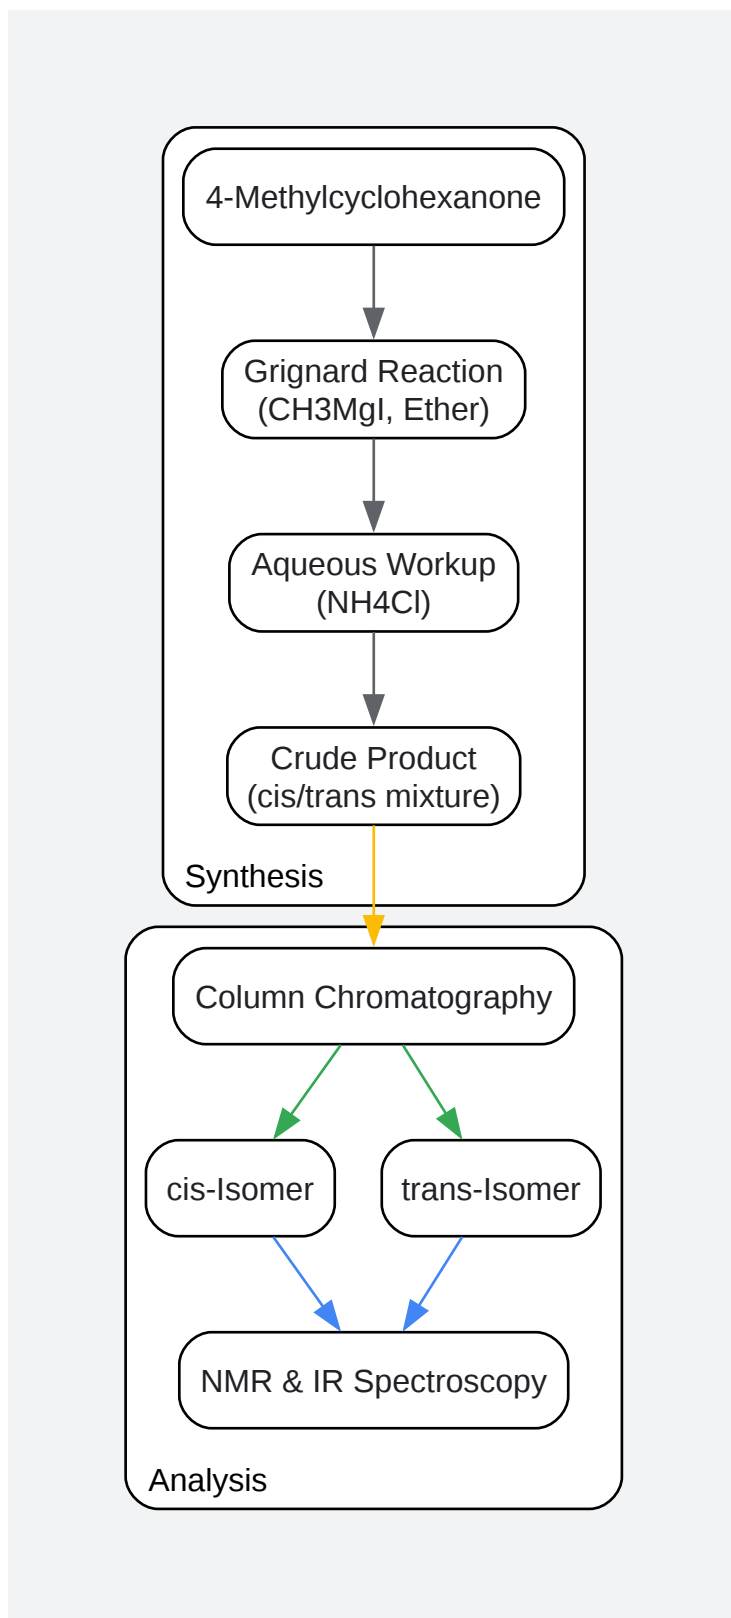 4-Methylcyclohexanone
Grignard Reaction
(CH3MgI, Ether)
Aqueous Workup
(NH4Cl)
Crude Product
(cis/trans mixture)
Synthesis
Column Chromatography
cis-Isomer
trans-Isomer
NMR & IR Spectroscopy
Analysis